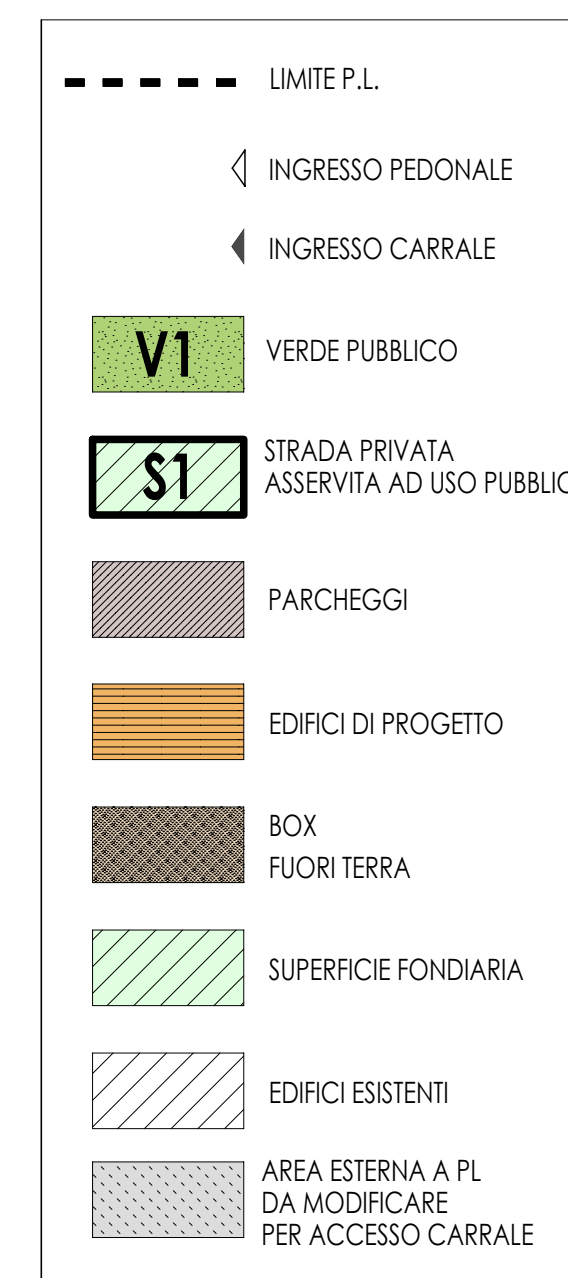 LIMITE P.L.
INGRESSO PEDONALE
INGRESSO CARRALE
V1 VERDE PUBBLICO
S1 STRADA PRIVATA
ASSERVITA AD USO PUBBLIC
PARCHEGGI
EDIFICI DI PROGETTO
BOX
FUORI TERRA
SUPERFICIE FONDIARIA
EDIFICI ESISTENTI
AREA ESTERNA A PL
DA MODIFICARE
PER ACCESSO CARRALE